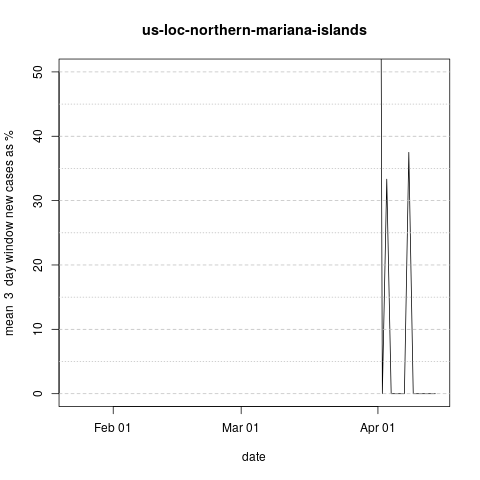 us-loc-northern-mariana-islands
mean 3 day window new cases as %
50
40
30
20
10
0
Feb 01 Mar 01 Apr 01
date